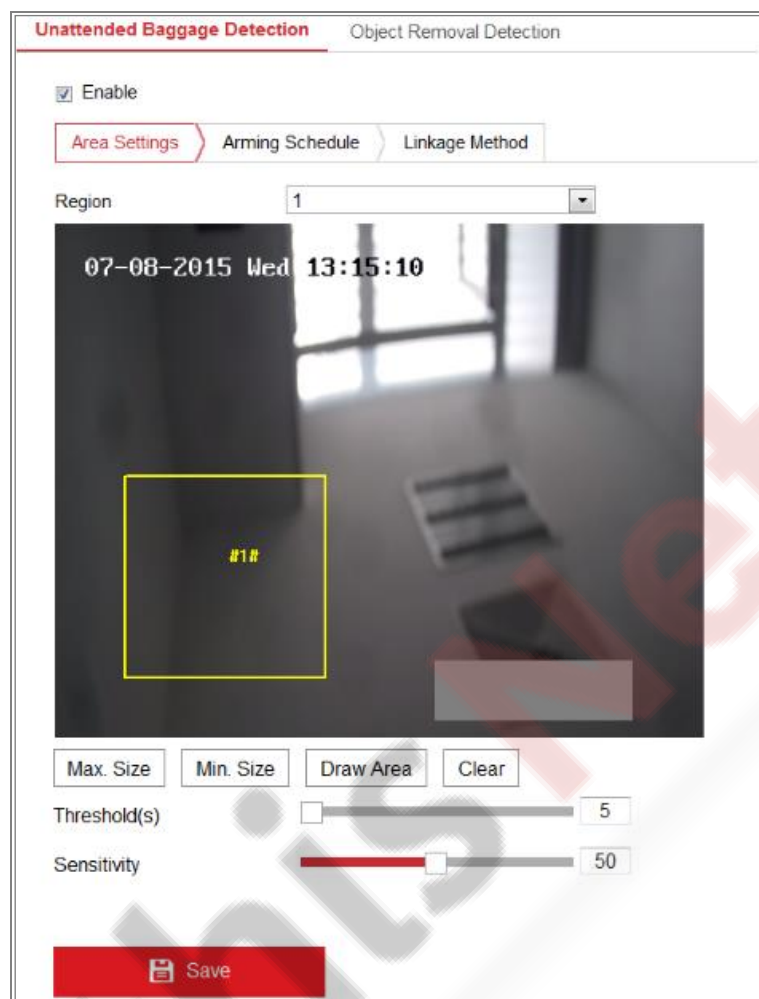 Unattended Baggage Detection Object Removal Detection
Enable
Area Settings Arming Schedule Linkage Method
Region 1
07-08-2015 Wed 13:15:10
#1#
Max. Size Min. Size Draw Area Clear
Threshold(s) 5
Sensitivity 50
Save